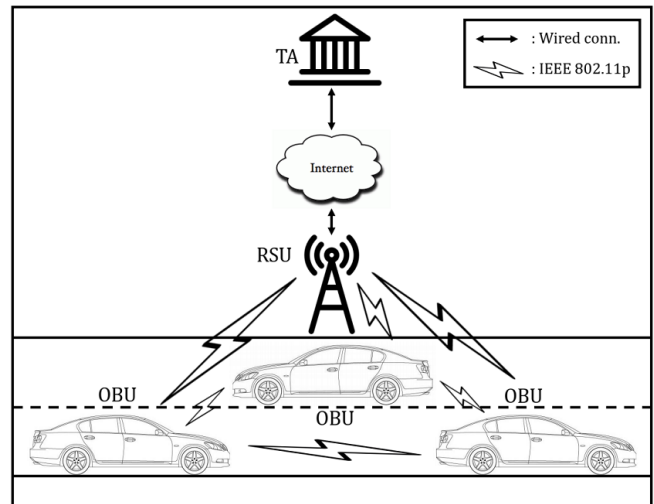 TA
: Wired conn.
: IEEE 802.11p
Internet
RSU
OBU
OBU
OBU